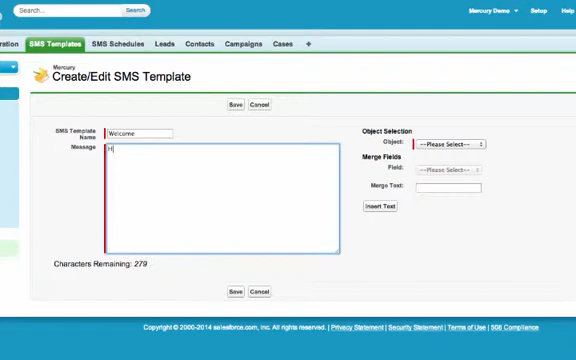 Search
Mercury Demo
Setup
Help
ration
SMS Templates
SMS Schedules
Leads
Contacts
Campaigns
Cases
+
Mercury
Create/Edit SMS Template
Save
Cancel
SMS Template Name
Welcome
Message
H
Characters Remaining: 279
Object Selection
Object:
--Please Select--
Merge Fields
Field:
--Please Select--
Merge Text:
Insert Text
Save
Cancel
Copyright © 2000-2014 salesforce.com, inc. All rights reserved. | Privacy Statement | Security Statement | Terms of Use | 508 Compliance